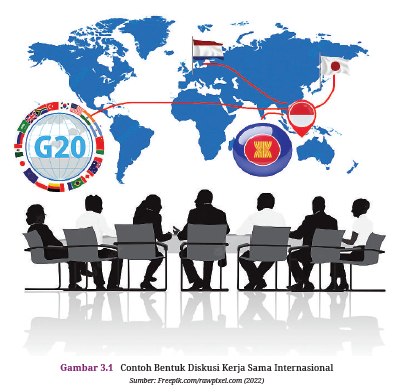 G20
Gambar 3.1 Contoh Bentuk Diskusi Kerja Sama Internasional
Sumber: Freepik.com/rawpixel.com (2022)